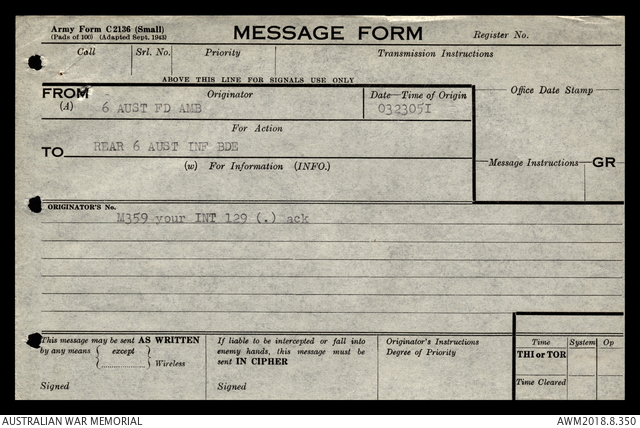 Army Form C2136 (Small)
(Pads of 100) (Adapted Sept. 1943)
MESSAGE FORM
Register No.
Call Srl. No. Priority Transmission Instructions
ABOVE THIS LINE FOR SIGNALS USE ONLY
FROM Originator Date—Time of Origin Office Date Stamp
(A) 6 AUST FD AMB 032305I
For Action
TO REAR 6 AUST INF BDE
(w) For Information (INFO.) Message Instructions GR
ORIGINATOR'S No.
M359 your INT 129 (.) ack
This message may be sent AS WRITTEN
by any means { except }
{ .............. } Wireless
Signed
If liable to be intercepted or fall into
enemy hands, this message must be
sent IN CIPHER
Signed
Originator's Instructions
Degree of Priority
Time System Op
THI or TOR
Time Cleared
AUSTRALIAN WAR MEMORIAL AWM2018.8.350